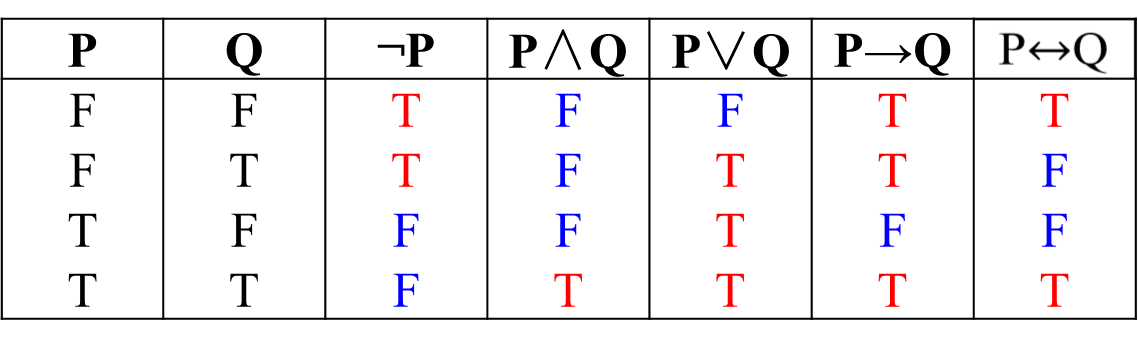 P Q ¬P P∧Q P∨Q P→Q P↔Q
F F T F F T T
F T T F T T F
T F F F T F F
T T F T T T T